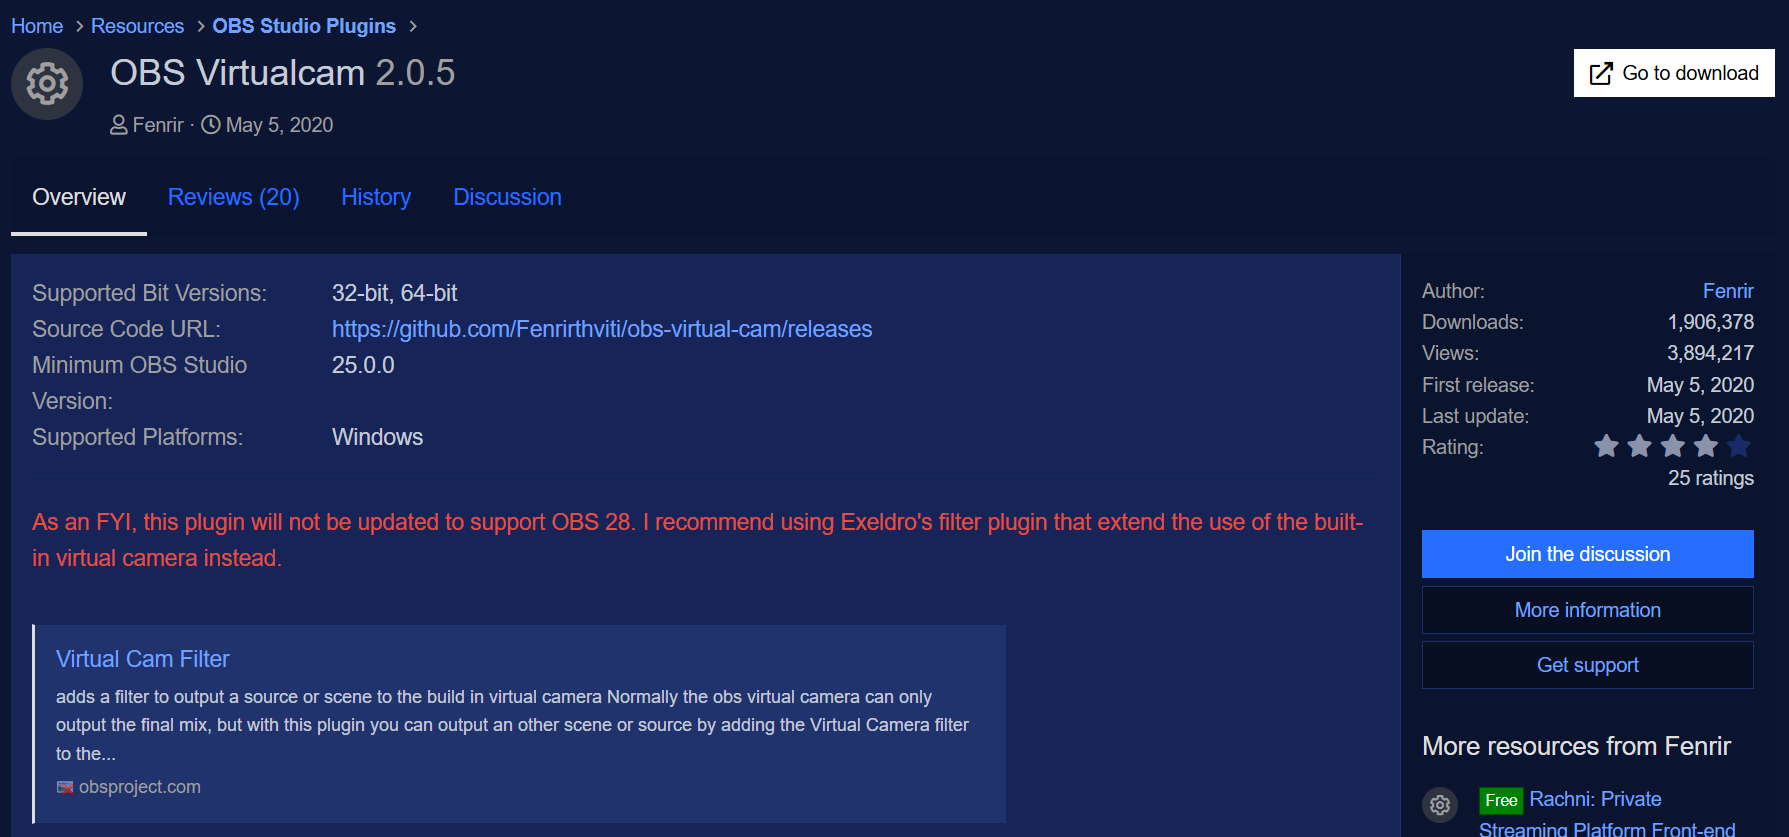 Home > Resources > OBS Studio Plugins >
OBS Virtualcam 2.0.5
Go to download
Fenrir · May 5, 2020
Overview Reviews (20) History Discussion
Supported Bit Versions: 32-bit, 64-bit
Source Code URL: https://github.com/Fenrirthviti/obs-virtual-cam/releases
Minimum OBS Studio 25.0.0
Version:
Supported Platforms: Windows
As an FYI, this plugin will not be updated to support OBS 28. I recommend using Exeldro's filter plugin that extend the use of the built-
in virtual camera instead.
Virtual Cam Filter
adds a filter to output a source or scene to the build in virtual camera Normally the obs virtual camera can only
output the final mix, but with this plugin you can output an other scene or source by adding the Virtual Camera filter
to the...
obsproject.com
Author: Fenrir
Downloads: 1,906,378
Views: 3,894,217
First release: May 5, 2020
Last update: May 5, 2020
Rating:
25 ratings
Join the discussion
More information
Get support
More resources from Fenrir
Free Rachni: Private
Streaming Platform Front-end